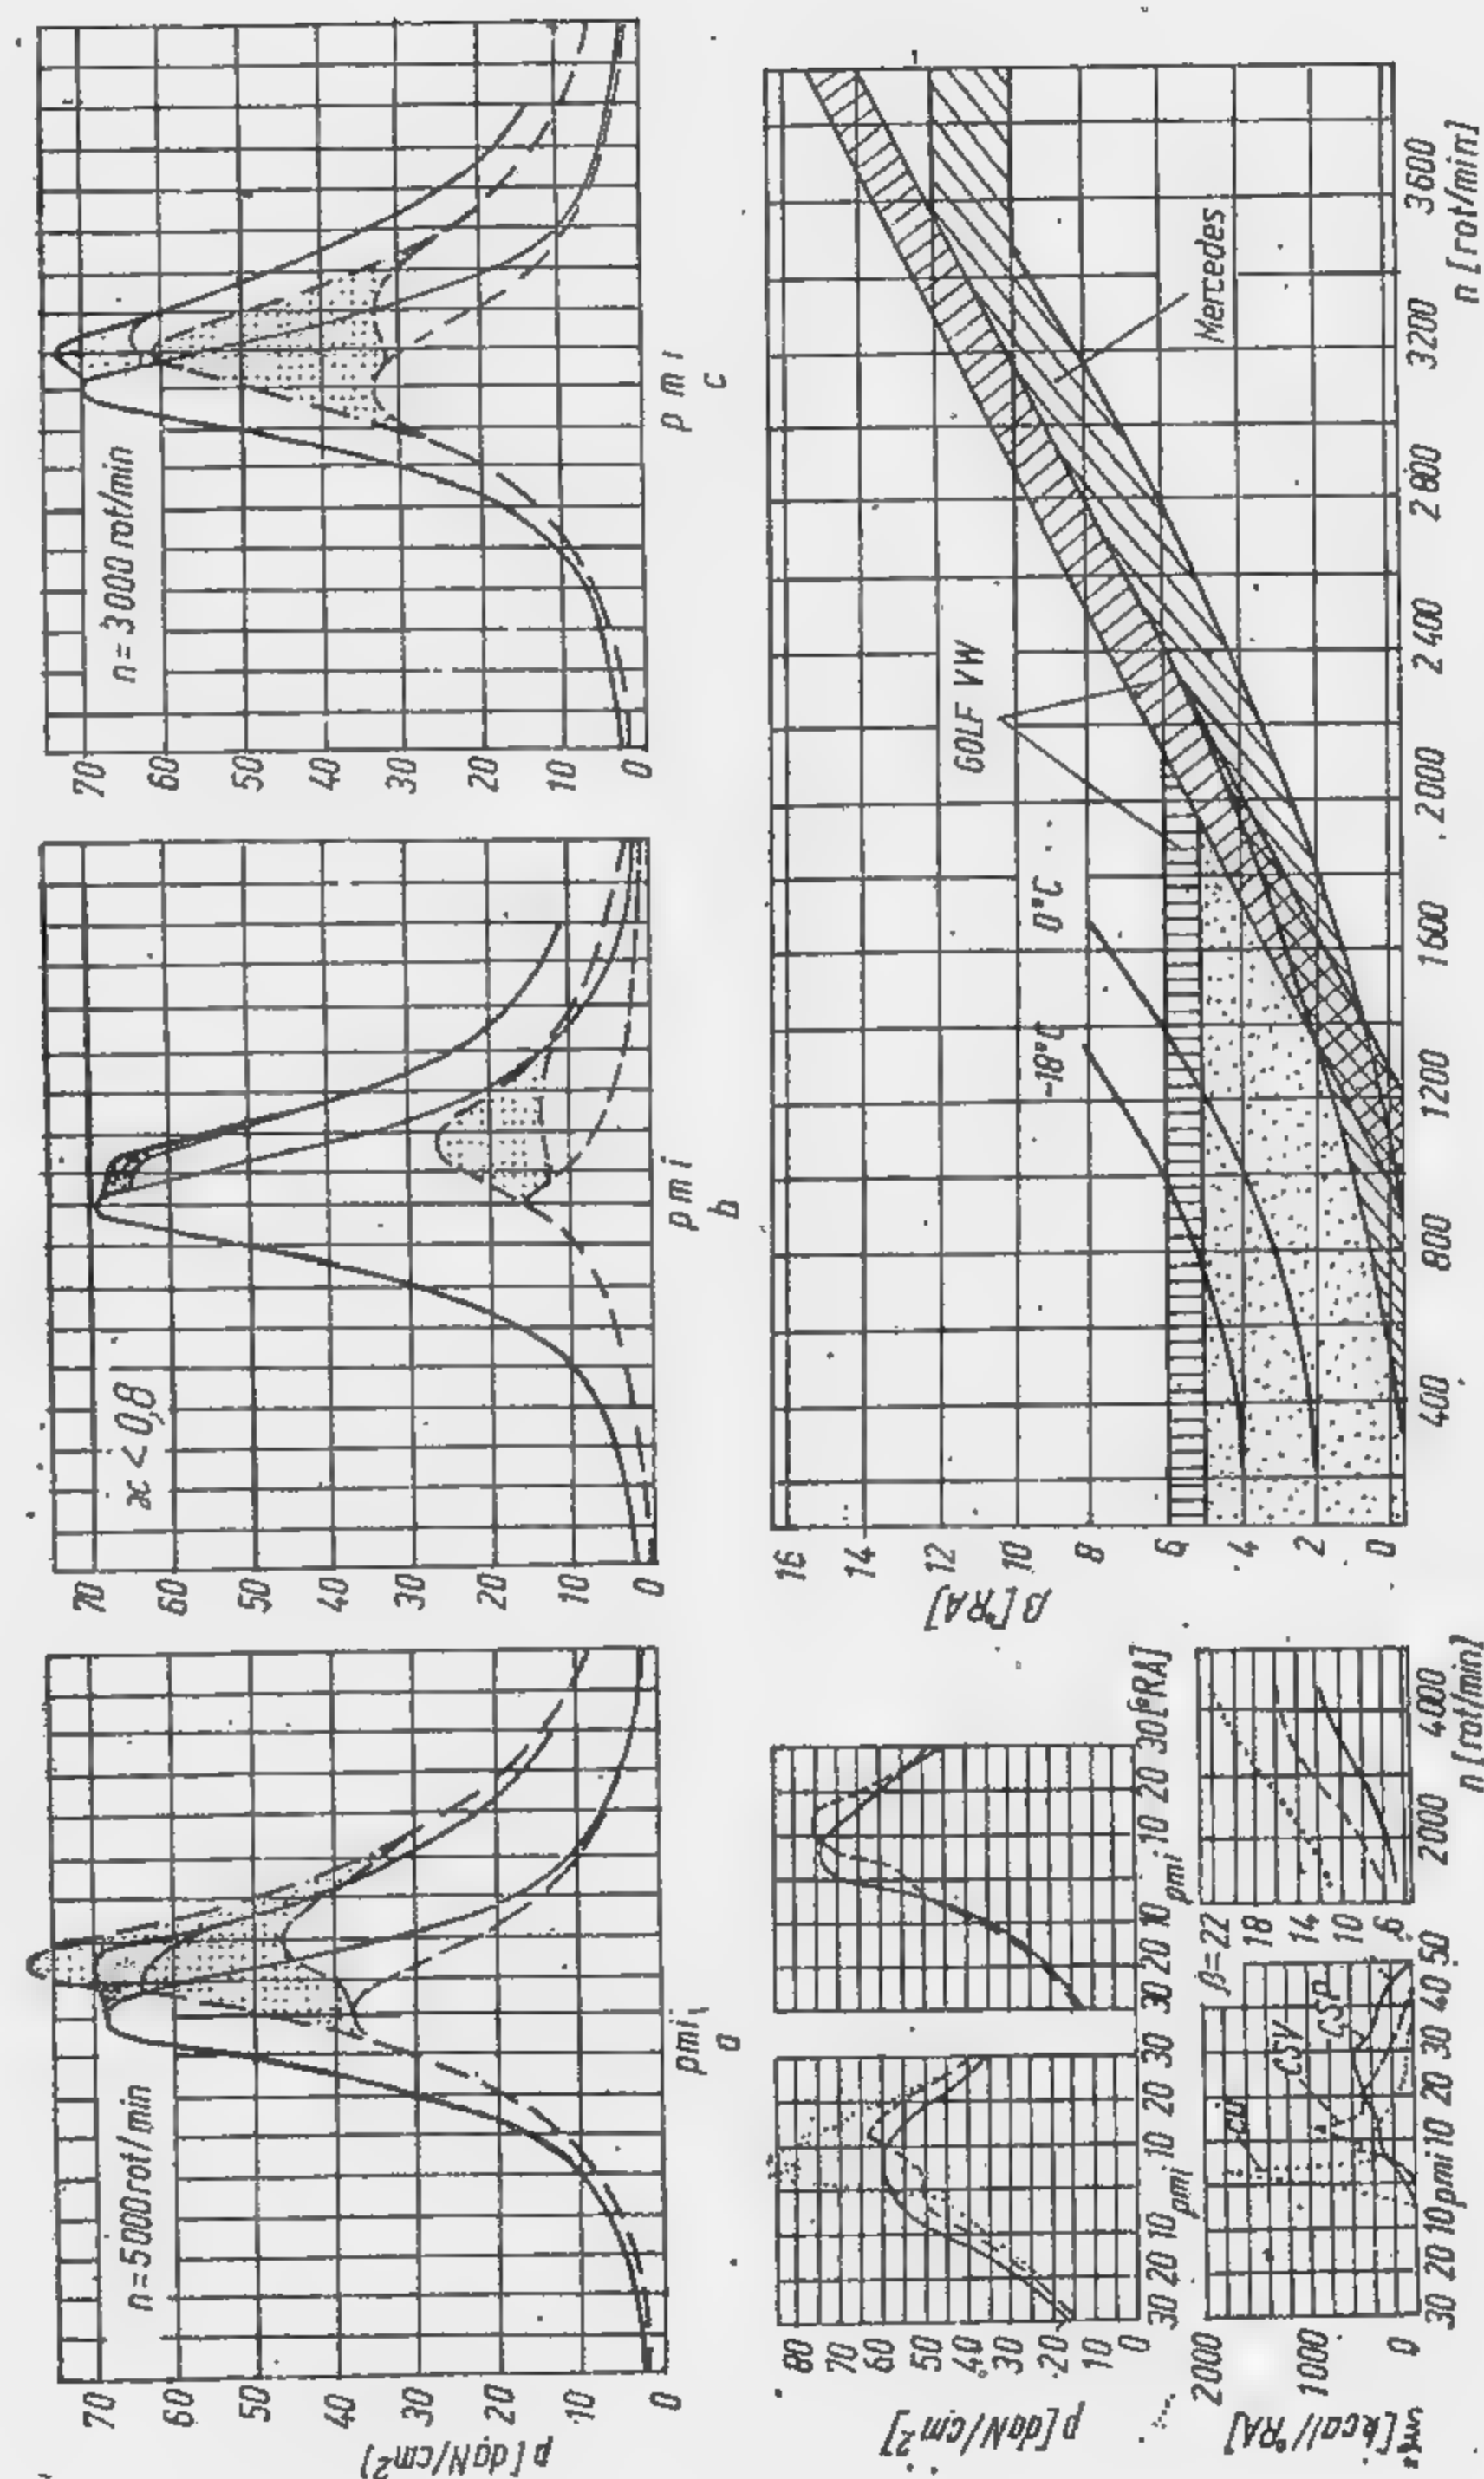 n=5000rot/min
p[daN/cm²]
70
60
50
40
30
20
10
0
pmi
a
ϰ < 0,8
70
60
50
40
30
20
10
0
pmi
b
n=3000rot/min
70
60
50
40
30
20
10
0
pmi
c
p[daN/cm²]
80
70
60
50
40
30
20
10
0
30 20 10 pmi 10 20 30
30 20 10 pmi 10 20 30[°RA]
[kcal/°RA]
2000
1000
0
cu
CSV
CSP
30 20 10 pmi 10 20 30 40 50
β=22
18
14
10
6
2000 4000
n[rot/min]
β[°RA]
16
14
12
10
8
6
4
2
0
-18°C
0°C
GOLF VW
Mercedes
400 800 1200 1600 2000 2400 2800 3200 3600
n[rot/min]